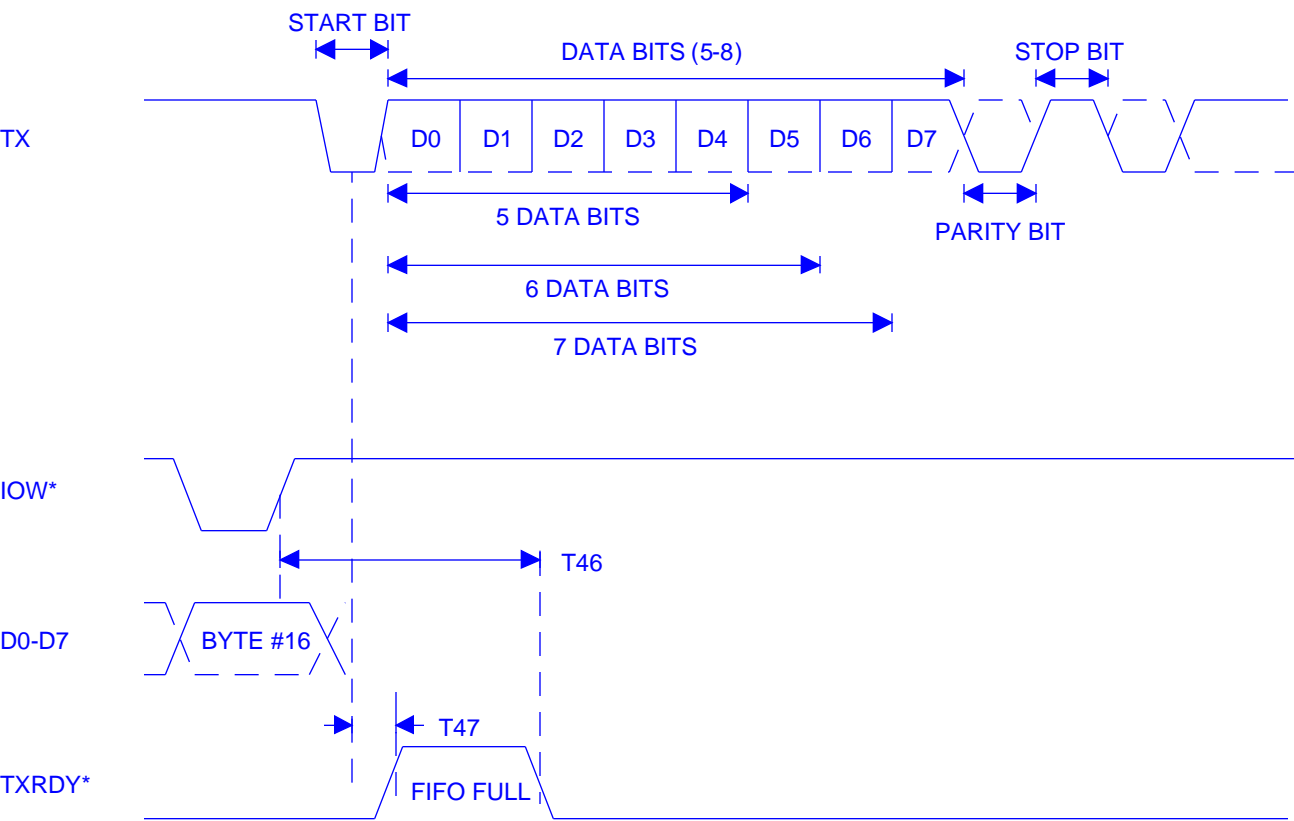 START BIT
DATA BITS (5-8)
STOP BIT
TX
D0 D1 D2 D3 D4 D5 D6 D7
5 DATA BITS
PARITY BIT
6 DATA BITS
7 DATA BITS
IOW*
T46
D0-D7
BYTE #16
T47
TXRDY*
FIFO FULL